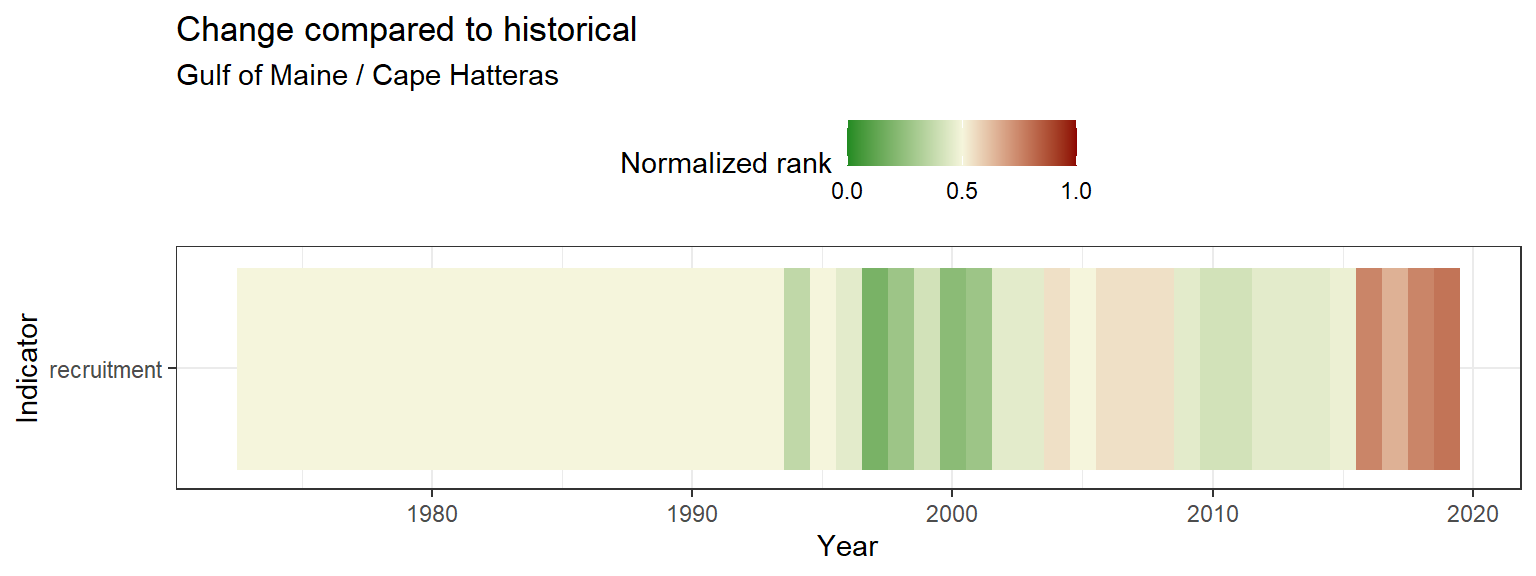 Change compared to historical
Gulf of Maine / Cape Hatteras
Normalized rank
0.0 0.5 1.0
Indicator
recruitment
1980 1990 2000 2010 2020
Year